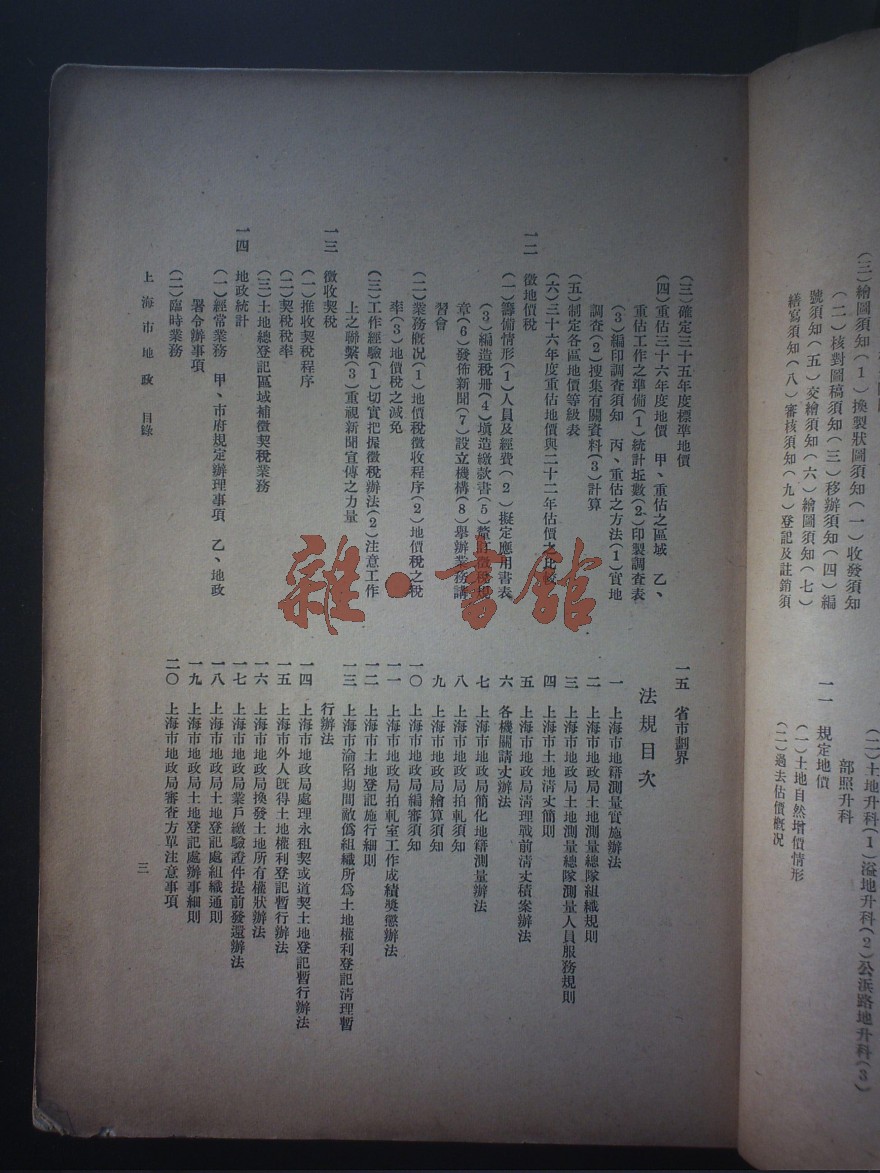 （三）繪圖須知（1）換製狀圖須知（一）收發須知
（二）核對圖稿須知（三）移辦須知（四）編
號須知（五）交繪須知（六）繪圖須知（七）
繕寫須知（八）審核須知（九）登記及註銷須
（二）土地升科（1）溢地升科（2）公浜路地升科（3）
部照升科
一一 規定地價
（一）土地自然增價情形
（二）過去估價概況
（三）確定三十五年度標準地價
（四）重估三十六年度地價 甲、重估之區域 乙、
重估工作之準備（1）統計坵數（2）印製調查表
（3）編印調查須知 丙、重估之方法（1）實地
調查（2）搜集有關資料（3）計算
（五）制定各區地價等級表
（六）三十六年度重估地價與二十二年估價之比較
一二 徵地價稅
（一）籌備情形（1）人員及經費（2）擬定應用書表
（3）編造稅册（4）填造繳款書（5）釐訂徵稅規
章（6）發佈新聞（7）設立機構（8）舉辦業務講
習會
（二）業務概况（1）地價稅徵收程序（2）地價稅之稅
率（3）地價稅之減免
（三）工作經驗（1）切實把握徵稅辦法（2）注意工作
上之聯繫（3）重視新聞宣傳之力量
一三 徵收契稅
（一）推收契稅程序
（二）契稅稅率
（三）土地總登記區域補徵契稅業務
一四 地政統計
（一）經常業務 甲、市府規定辦理事項 乙、地政
署令辦事項
（二）臨時業務
一五 省市劃界
法規目次
一 上海市地籍測量實施辦法
二 上海市地政局土地測量總隊組織規則
三 上海市地政局土地測量總隊測量人員服務規則
四 上海市土地清丈簡則
五 上海市地政局清理戰前清丈積案辦法
六 各機關請丈辦法
七 上海市地政局簡化地籍測量辦法
八 上海市地政局拍軋須知
九 上海市地政局繪算須知
一〇 上海市地政局編審須知
一一 上海市地政局拍軋室工作成績獎懲辦法
一二 上海市土地登記施行細則
一三 上海市淪陷期間敵僞組織所爲土地權利登記清理暫
行辦法
一四 上海市地政局處理永租契或道契土地登記暫行辦法
一五 上海市外人既得土地權利登記暫行辦法
一六 上海市地政局換發土地所有權狀辦法
一七 上海市地政局業戶繳驗證件提前發還辦法
一八 上海市地政局土地登記處組織通則
一九 上海市地政局土地登記處辦事細則
二〇 上海市地政局審查方單注意事項
上海市地政 目錄
三
雜·書館